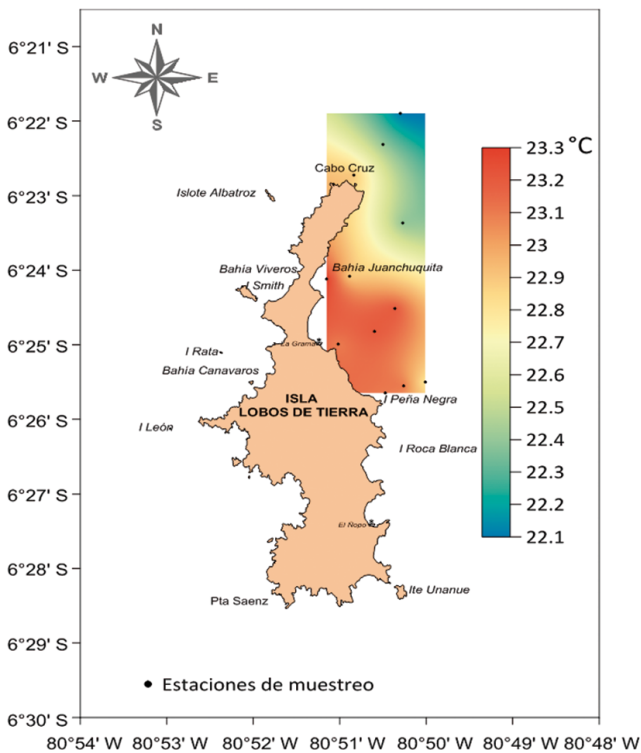 6°21' S
N
W E
S
6°22' S
23.3 °C
Cabo Cruz
23.2
Islote Albatroz
6°23' S
23.1
23
Bahía Viveros
Bahía Juanchuquita
6°24' S
I Smith
22.9
22.8
La Grama
6°25' S
I Rata
22.7
Bahía Canavaros
22.6
ISLA
LOBOS DE TIERRA
I Peña Negra
22.5
6°26' S
I León
22.4
I Roca Blanca
22.3
6°27' S
22.2
El Ñopo
22.1
6°28' S
Ite Unanue
Pta Saenz
6°29' S
Estaciones de muestreo
6°30' S
80°54' W 80°53' W 80°52' W 80°51' W 80°50' W 80°49' W 80°48' W